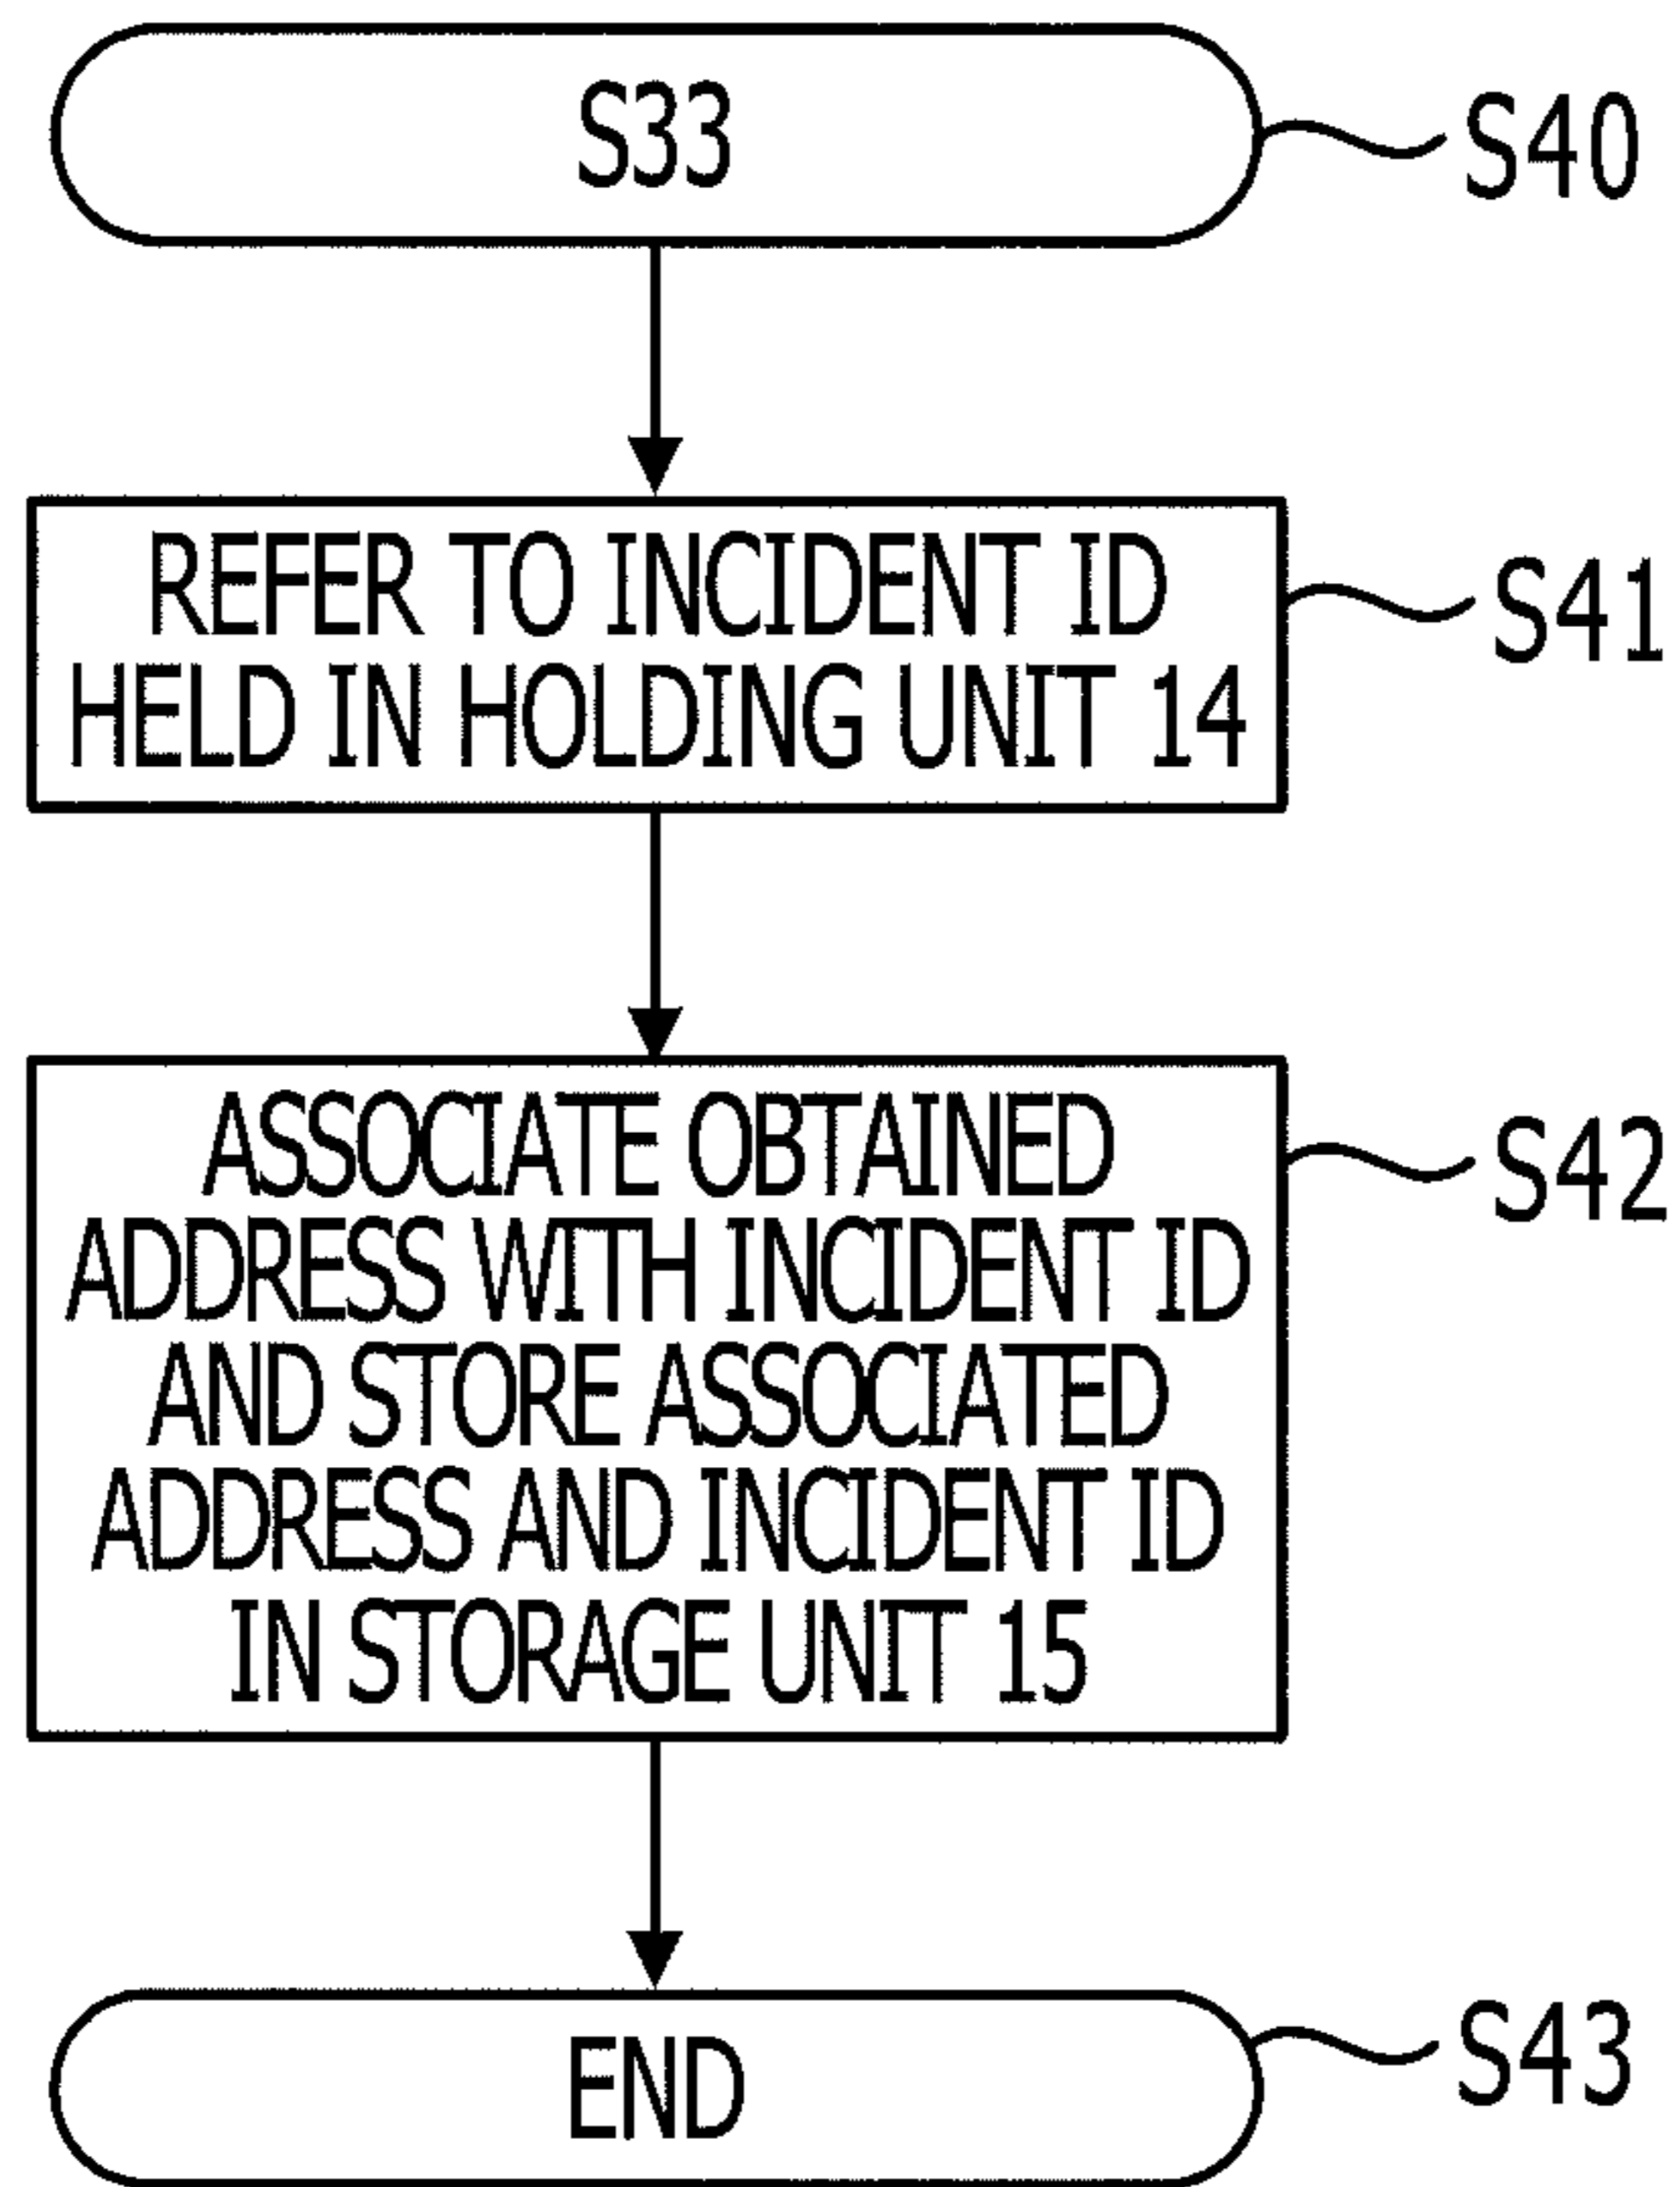 S33
S40
REFER TO INCIDENT ID
HELD IN HOLDING UNIT 14
S41
ASSOCIATE OBTAINED
ADDRESS WITH INCIDENT ID
AND STORE ASSOCIATED
ADDRESS AND INCIDENT ID
IN STORAGE UNIT 15
S42
END
S43